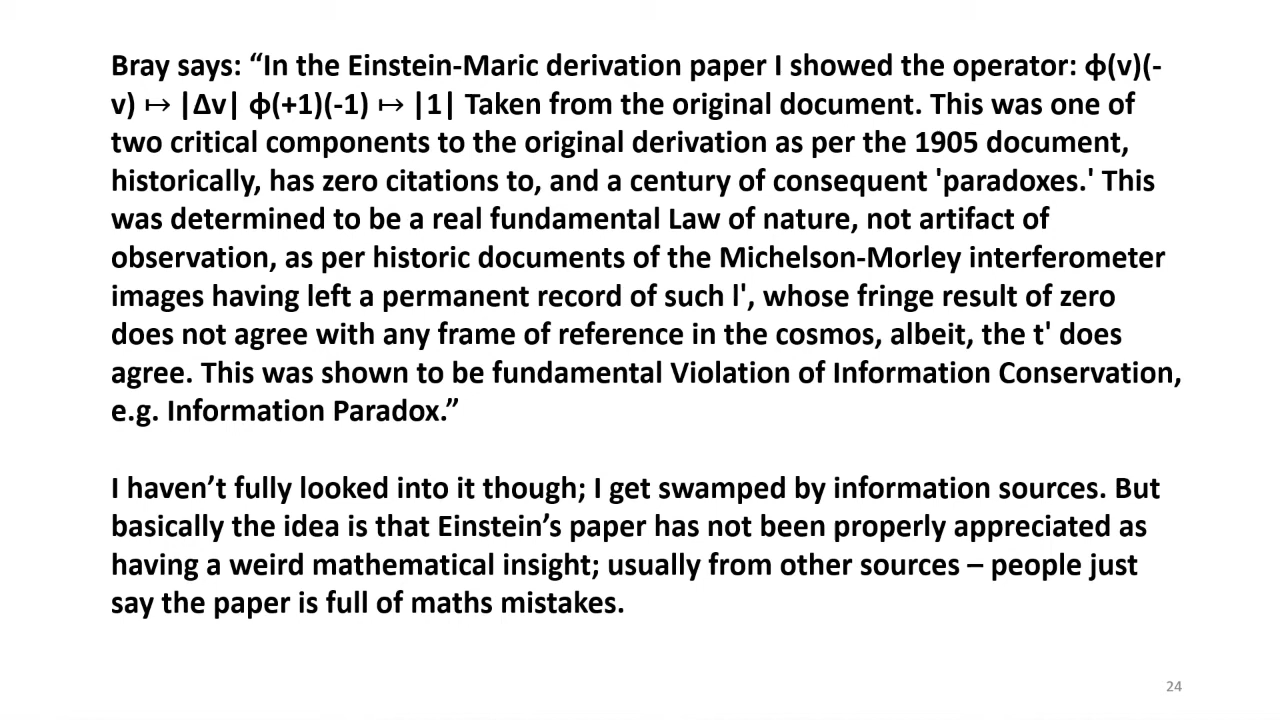 Bray says: “In the Einstein-Maric derivation paper I showed the operator: ϕ(v)(-
v) ↦ |Δv| ϕ(+1)(-1) ↦ |1| Taken from the original document. This was one of
two critical components to the original derivation as per the 1905 document,
historically, has zero citations to, and a century of consequent 'paradoxes.' This
was determined to be a real fundamental Law of nature, not artifact of
observation, as per historic documents of the Michelson-Morley interferometer
images having left a permanent record of such l', whose fringe result of zero
does not agree with any frame of reference in the cosmos, albeit, the t' does
agree. This was shown to be fundamental Violation of Information Conservation,
e.g. Information Paradox.”
I haven’t fully looked into it though; I get swamped by information sources. But
basically the idea is that Einstein’s paper has not been properly appreciated as
having a weird mathematical insight; usually from other sources – people just
say the paper is full of maths mistakes.
24